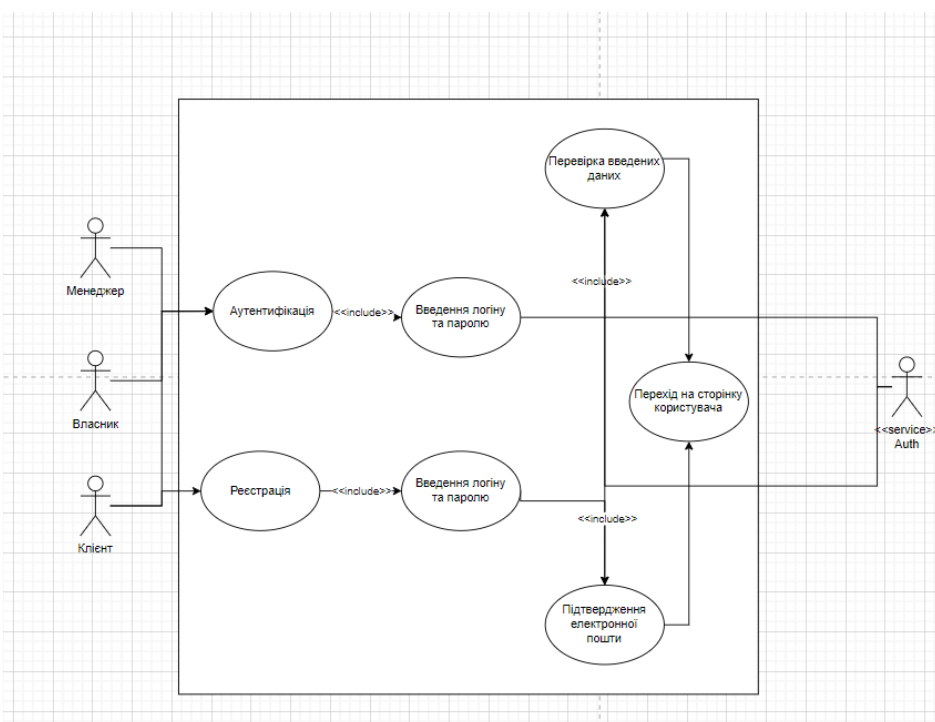 Перевірка введених
даних
Менеджер
<<include>>
Аутентифікація
<<include>>
Введення логіну
та паролю
Перехід на сторінку
користувача
Власник
<<service>>
Auth
Реєстрація
<<include>>
Введення логіну
та паролю
<<include>>
Клієнт
Підтвердження
електронної
пошти